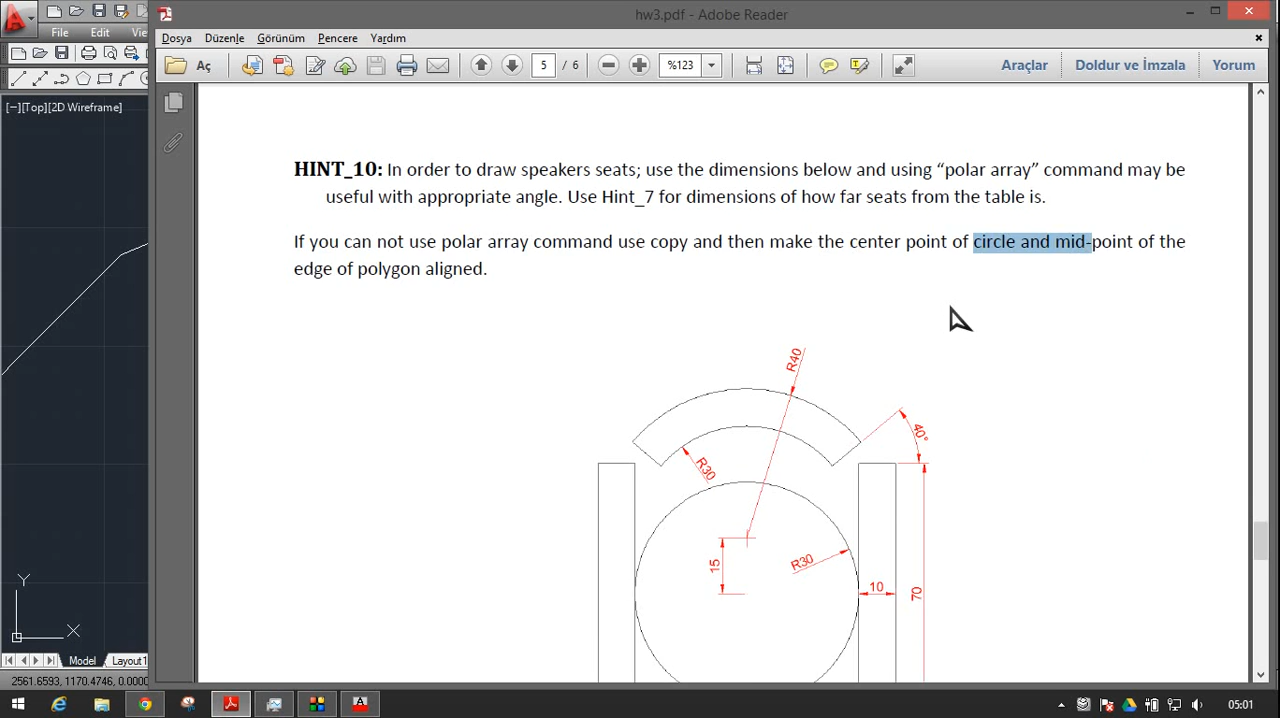 hw3.pdf - Adobe Reader
File Edit
Dosya Düzenle Görünüm Pencere Yardım
Aç 5 / 6 %123 Araçlar Doldur ve İmzala Yorum
[−][Top][2D Wireframe]
HINT_10: In order to draw speakers seats; use the dimensions below and using “polar array” command may be
useful with appropriate angle. Use Hint_7 for dimensions of how far seats from the table is.
If you can not use polar array command use copy and then make the center point of circle and mid-point of the
edge of polygon aligned.
R40
40°
R30
15
R30
10
70
Y
X
Model Layout1
2561.6593, 1170.4746, 0.0000
05:01